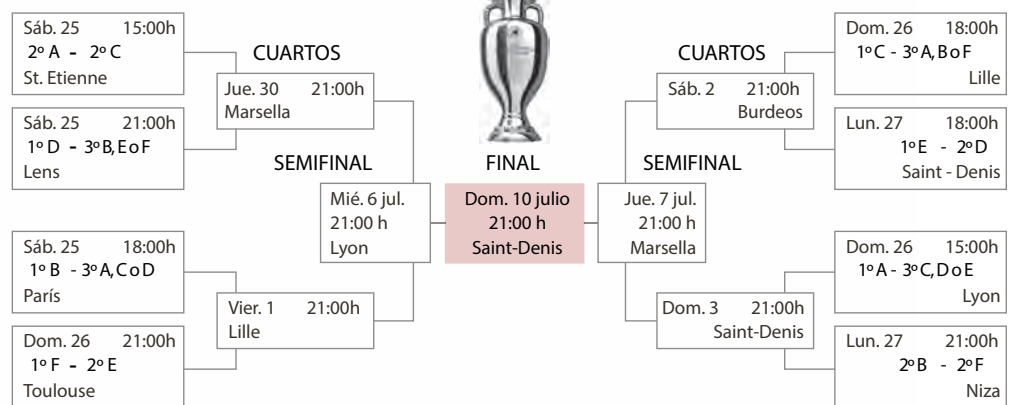 Sáb. 25 15:00h
2º A - 2º C
St. Etienne
Sáb. 25 21:00h
1º D - 3º B, E o F
Lens
Sáb. 25 18:00h
1º B - 3º A, C o D
París
Dom. 26 21:00h
1º F - 2º E
Toulouse
CUARTOS
Jue. 30 21:00h
Marsella
Vier. 1 21:00h
Lille
SEMIFINAL
Mié. 6 jul.
21:00 h
Lyon
FINAL
Dom. 10 julio
21:00 h
Saint-Denis
SEMIFINAL
Jue. 7 jul.
21:00 h
Marsella
CUARTOS
Sáb. 2 21:00h
Burdeos
Dom. 3 21:00h
Saint-Denis
Dom. 26 18:00h
1º C - 3º A, B o F
Lille
Lun. 27 18:00h
1º E - 2º D
Saint - Denis
Dom. 26 15:00h
1º A - 3º C, D o E
Lyon
Lun. 27 21:00h
2º B - 2º F
Niza